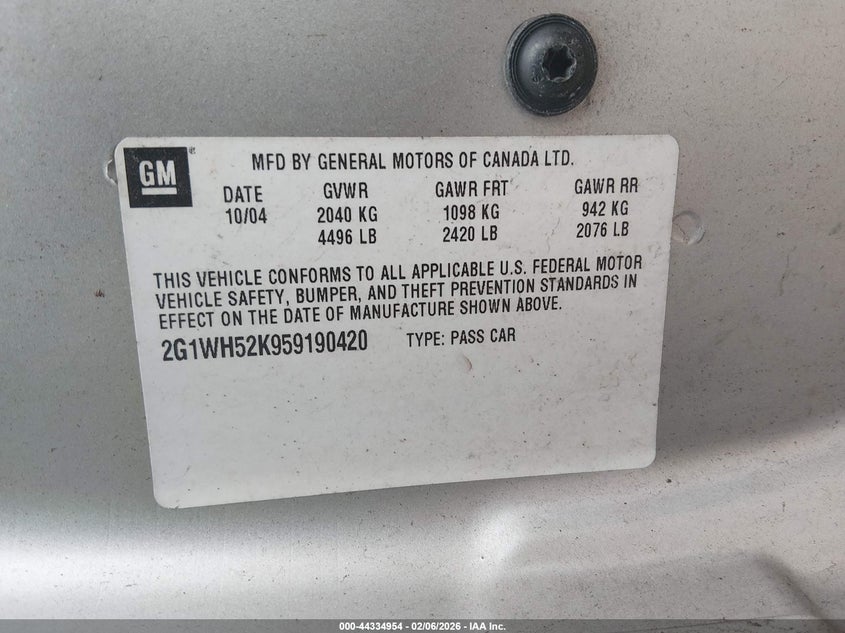 GM
MFD BY GENERAL MOTORS OF CANADA LTD.
DATE GVWR GAWR FRT GAWR RR
10/04 2040 KG 1098 KG 942 KG
4496 LB 2420 LB 2076 LB
THIS VEHICLE CONFORMS TO ALL APPLICABLE U.S. FEDERAL MOTOR
VEHICLE SAFETY, BUMPER, AND THEFT PREVENTION STANDARDS IN
EFFECT ON THE DATE OF MANUFACTURE SHOWN ABOVE.
2G1WH52K959190420 TYPE: PASS CAR
000-44334954 - 02/06/2026 - IAA Inc.